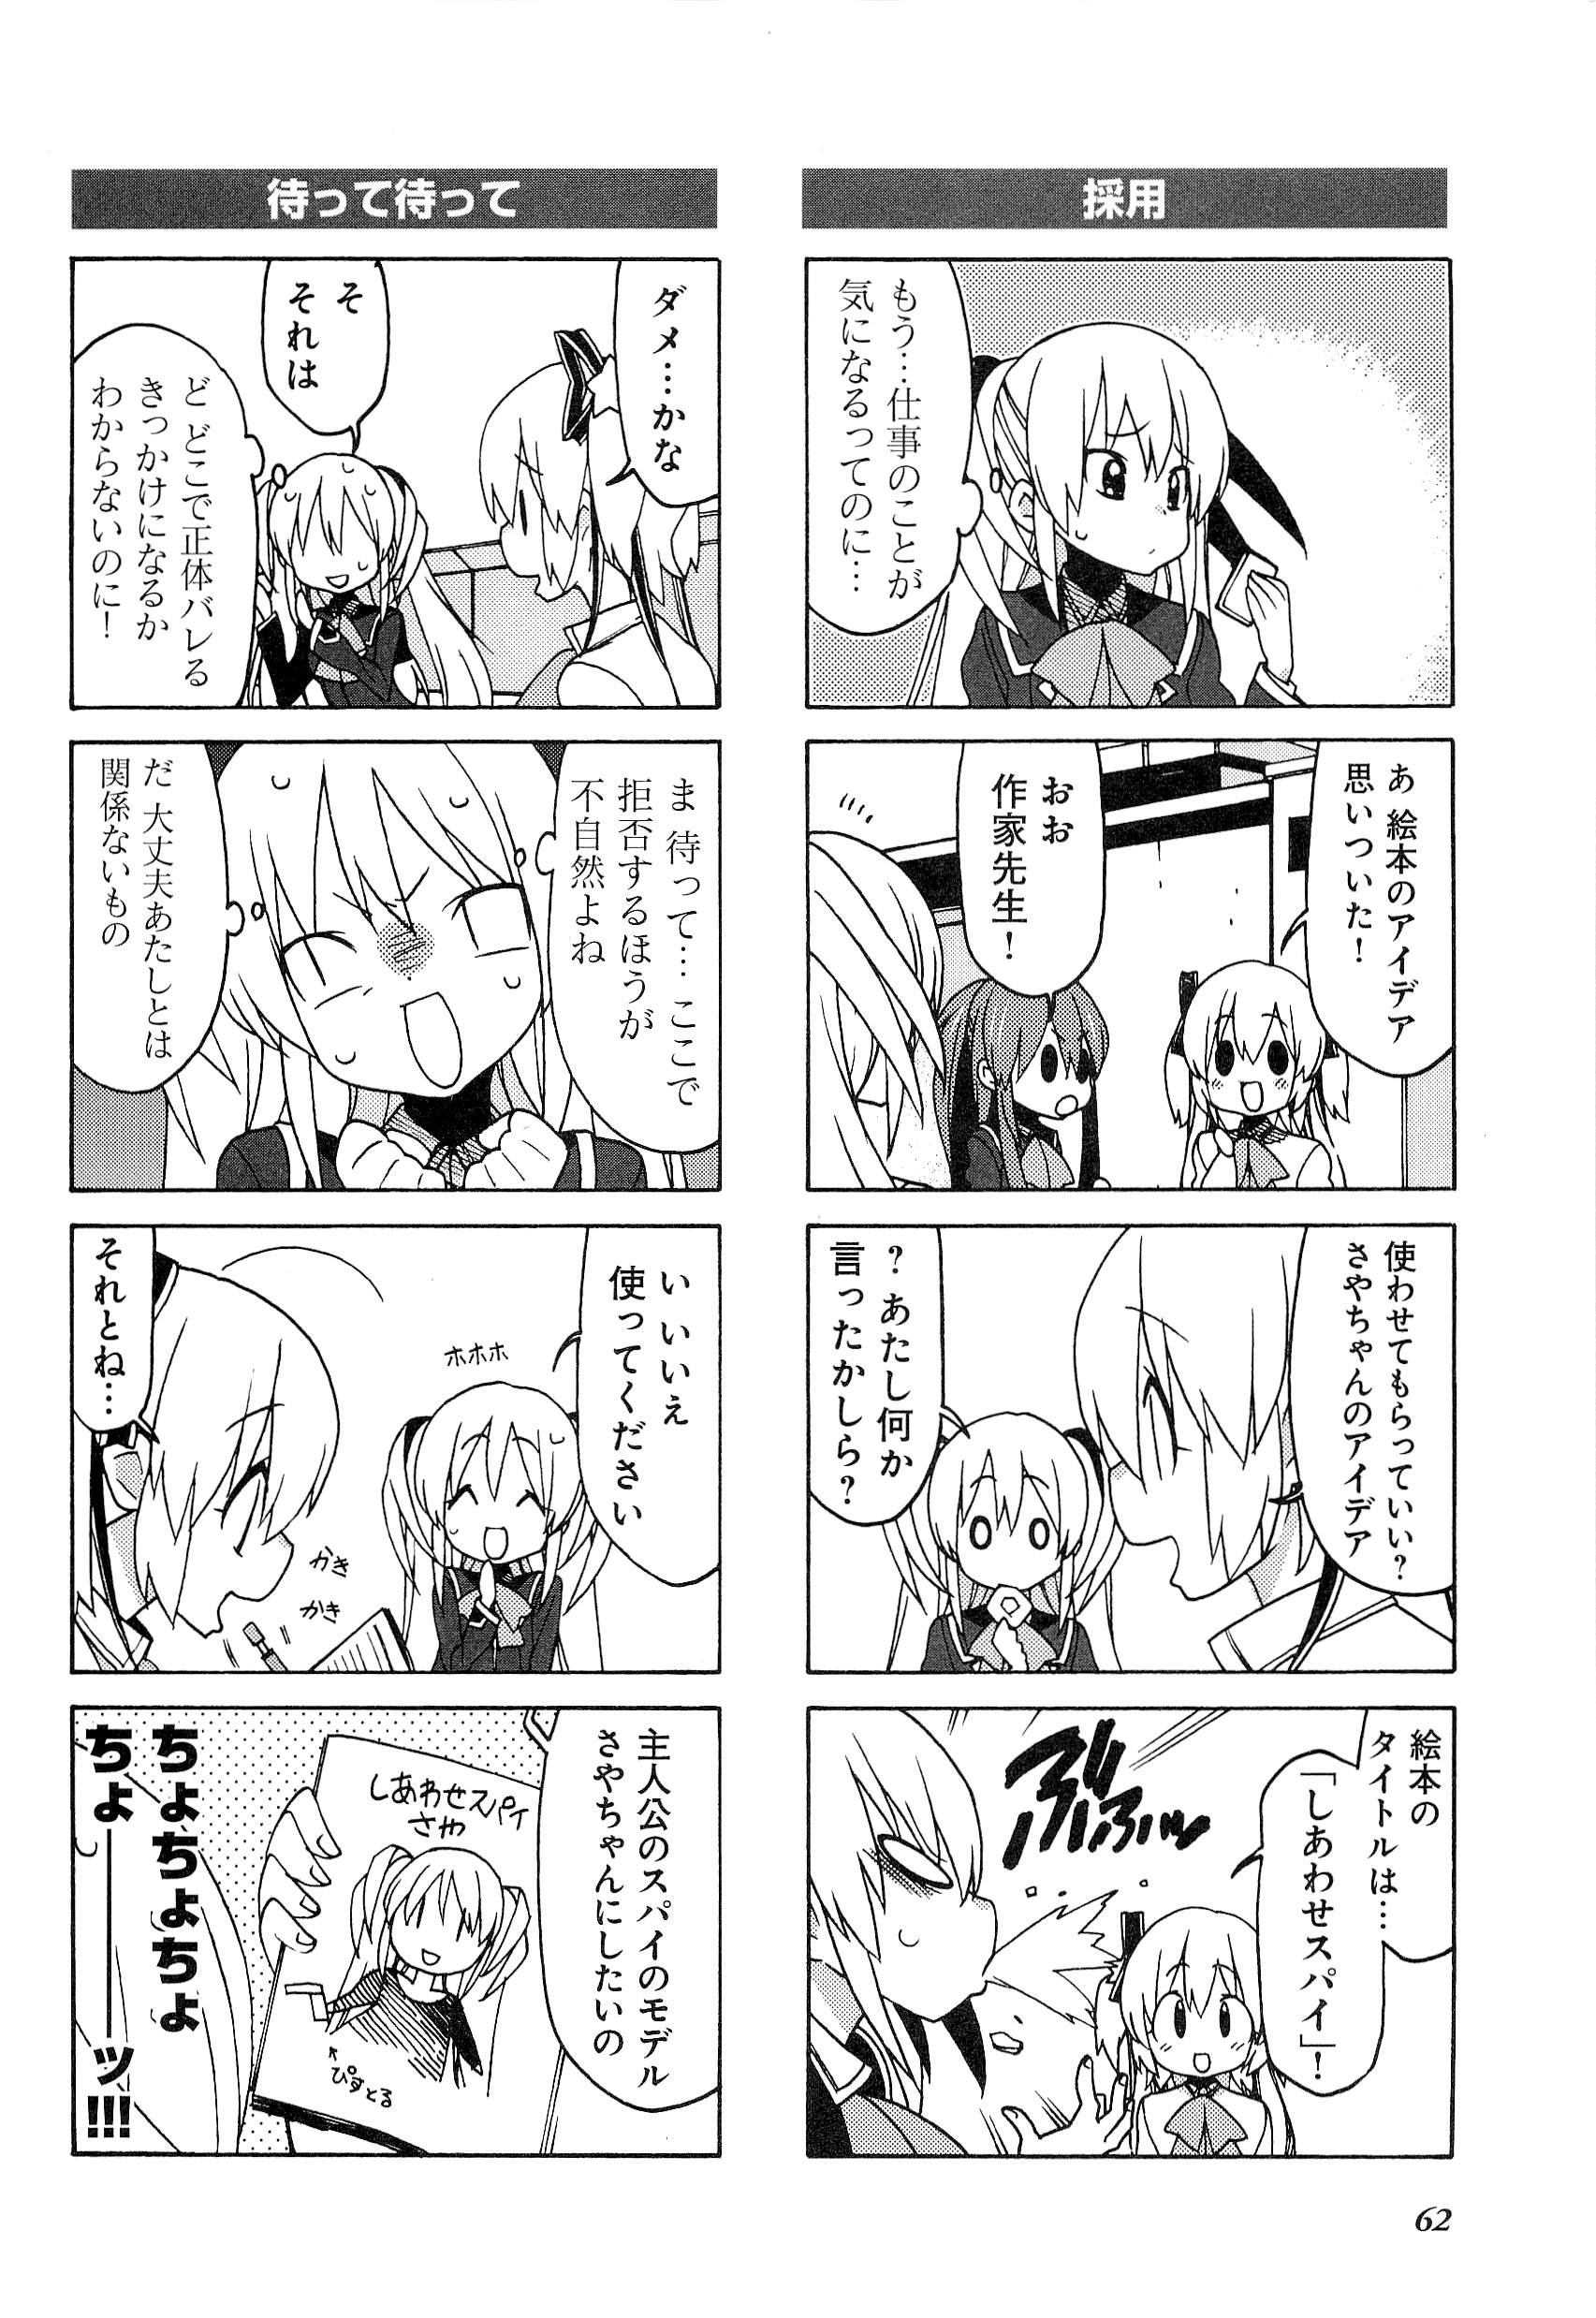 採用
もう…仕事のことが
気になるってのに…
あ 絵本のアイデア
思いついた！
おお
作家先生！
使わせてもらっていい？
さやちゃんのアイデア
？ あたし何か
言ったかしら？
絵本の
タイトルは…
「しあわせスパイ」！
ぶーーふぅ
待って待って
ダメ…かな
そ
それは
ど どこで正体バレる
きっかけになるか
わからないのに！
ま 待って… ここで
拒否するほうが
不自然よね
だ 大丈夫あたしとは
関係ないもの
い いいえ
使ってください
ホホホ
かき
かき
それとね…
主人公のスパイのモデル
さやちゃんにしたいの
しあわせスパイ
さや
ぴすとる
ちょちょちょ
ちょ――――ッ!!!
62